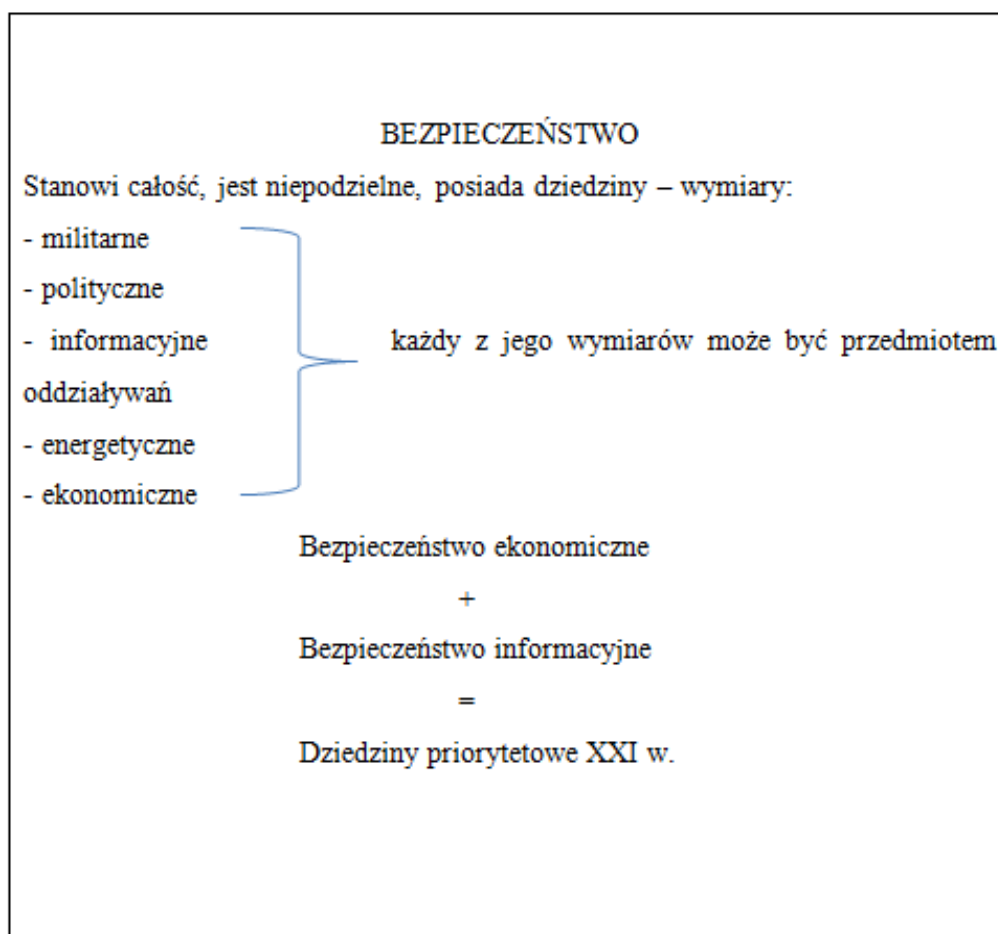 BEZPIECZEŃSTWO
Stanowi całość, jest niepodzielne, posiada dziedziny – wymiary:
- militarne
- polityczne
- informacyjne każdy z jego wymiarów może być przedmiotem
oddziaływań
- energetyczne
- ekonomiczne
Bezpieczeństwo ekonomiczne
+
Bezpieczeństwo informacyjne
=
Dziedziny priorytetowe XXI w.